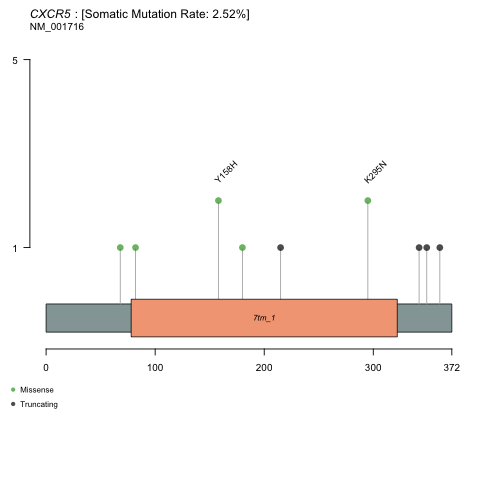 CXCR5 : [Somatic Mutation Rate: 2.52%]
NM_001716
5
Y158H
K295N
1
7tm_1
0
100
200
300
372
Missense
Truncating